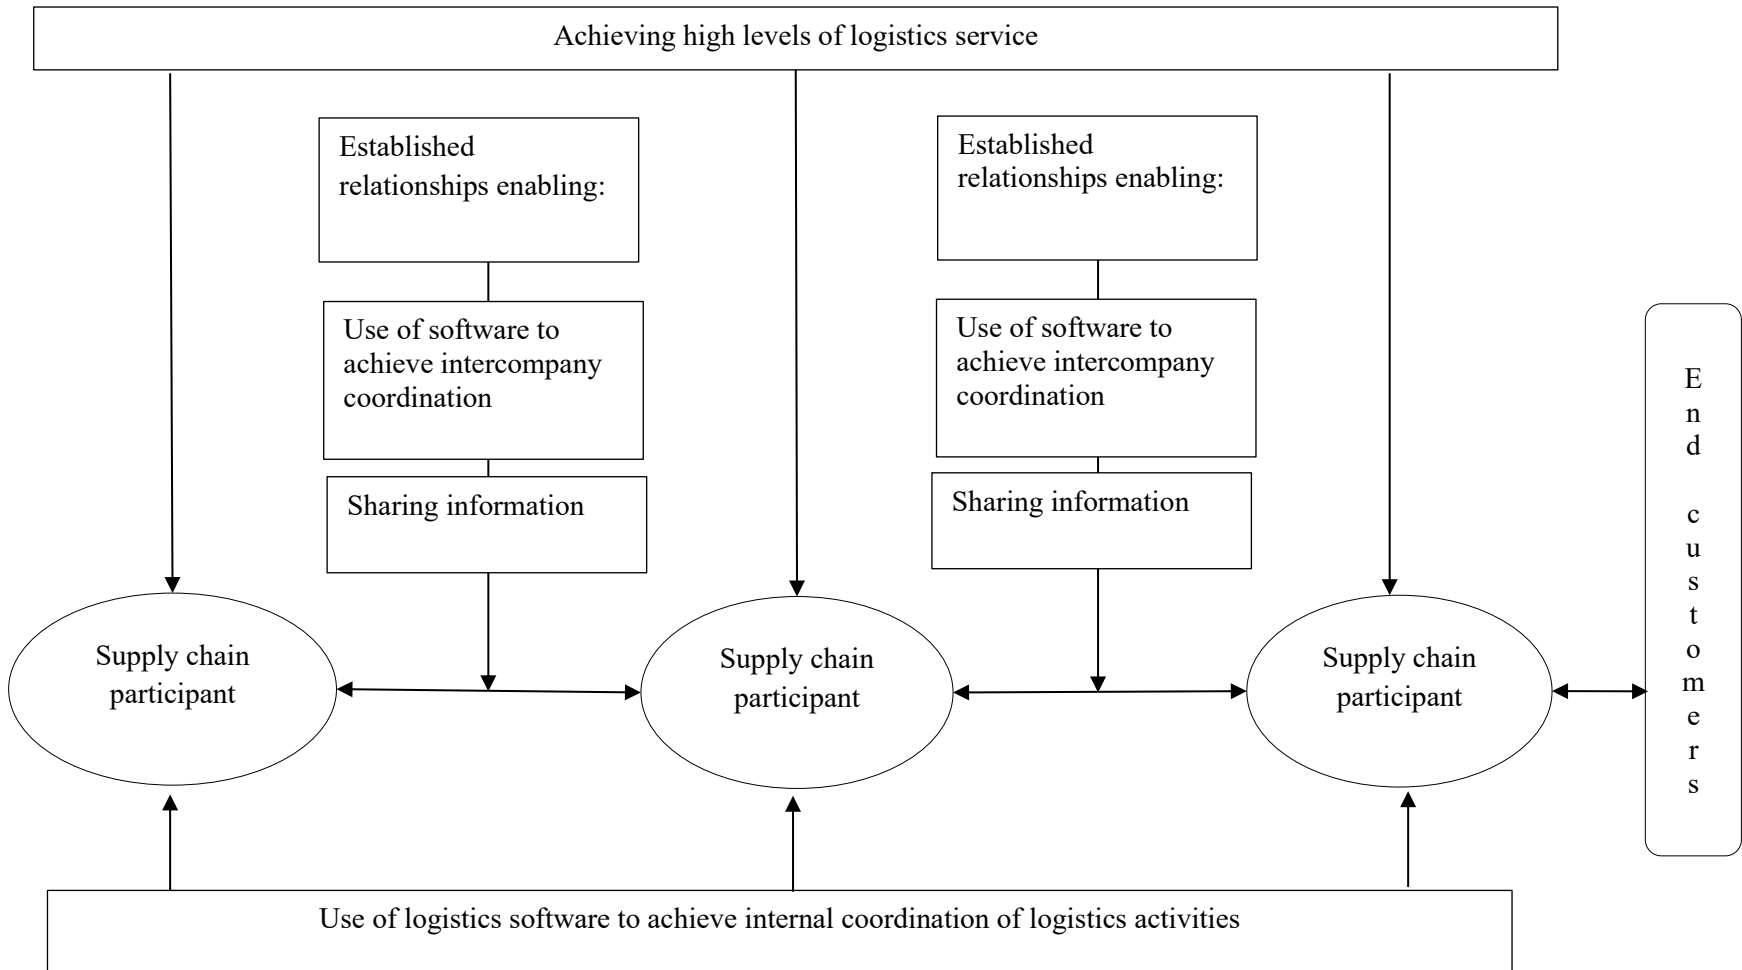 Achieving high levels of logistics service
Established
relationships enabling:
Established
relationships enabling:
Use of software to
achieve intercompany
coordination
Use of software to
achieve intercompany
coordination
Sharing information
Sharing information
Supply chain
participant
Supply chain
participant
Supply chain
participant
End customers
Use of logistics software to achieve internal coordination of logistics activities